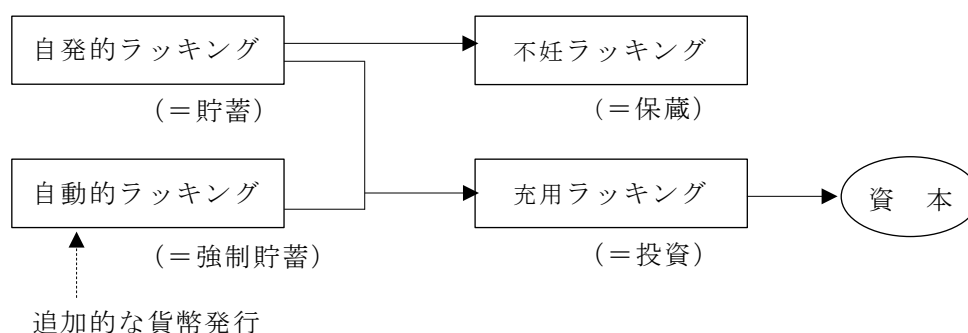 自発的ラッキング
不妊ラッキング
（＝貯蓄）
（＝保蔵）
自動的ラッキング
充用ラッキング
資　本
（＝強制貯蓄）
（＝投資）
追加的な貨幣発行